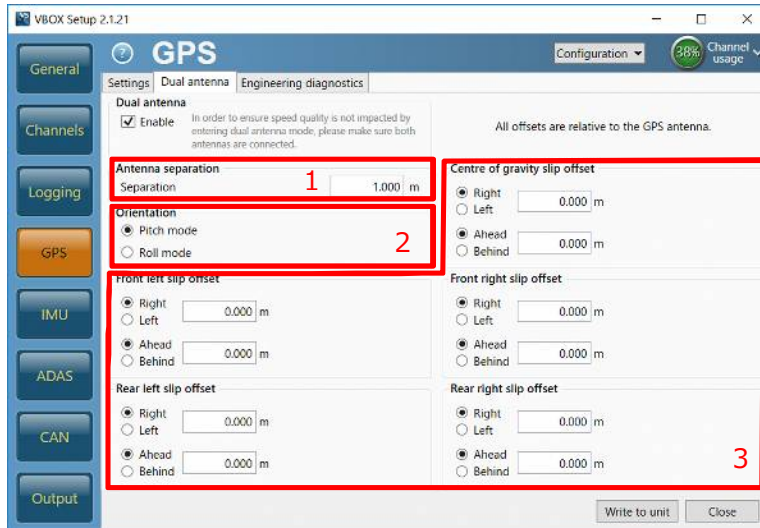 VBOX Setup 2.1.21
General
Channels
Logging
GPS
IMU
ADAS
CAN
Output
? GPS
Configuration
38% Channel usage
Settings Dual antenna Engineering diagnostics
Dual antenna
Enable
In order to ensure speed quality is not impacted by
entering dual antenna mode, please make sure both
antennas are connected.
All offsets are relative to the GPS antenna.
Antenna separation
Separation 1.000 m
1
Orientation
Pitch mode
Roll mode
2
Centre of gravity slip offset
Right
Left
0.000 m
Ahead
Behind
0.000 m
Front left slip offset
Right
Left
0.000 m
Ahead
Behind
0.000 m
Front right slip offset
Right
Left
0.000 m
Ahead
Behind
0.000 m
Rear left slip offset
Right
Left
0.000 m
Ahead
Behind
0.000 m
Rear right slip offset
Right
Left
0.000 m
Ahead
Behind
0.000 m
3
Write to unit Close